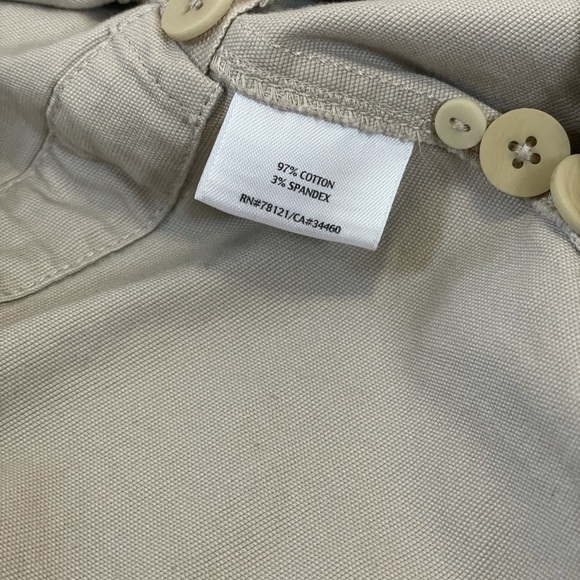 97% COTTON
3% SPANDEX
RN#78121/CA#34460